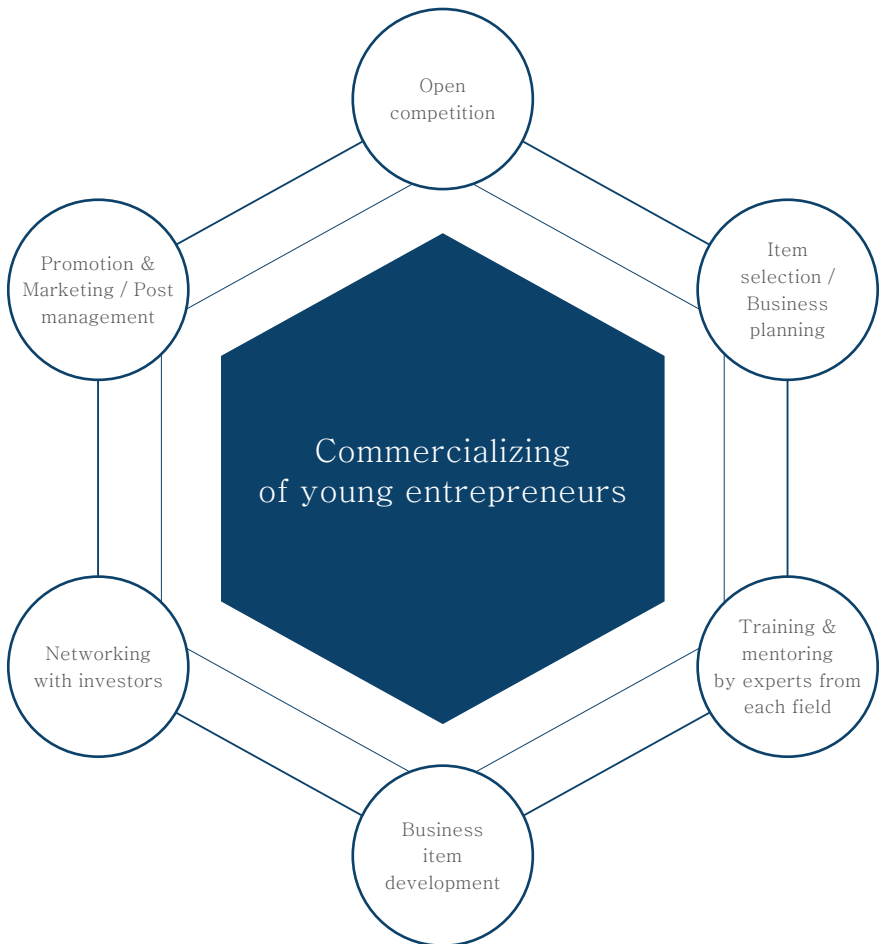 Open
competition
Promotion &
Marketing / Post
management
Item
selection /
Business
planning
Commercializing
of young entrepreneurs
Networking
with investors
Training &
mentoring
by experts from
each field
Business
item
development